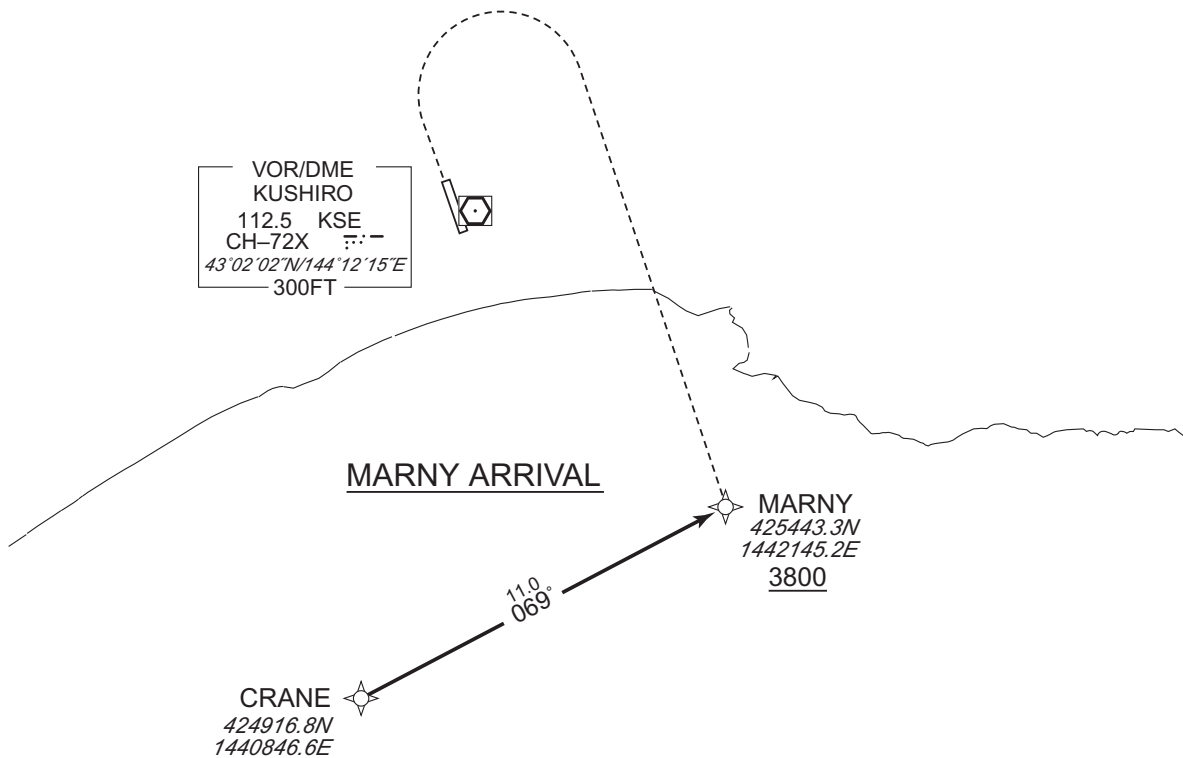 VOR/DME
KUSHIRO
112.5 KSE
CH–72X
43°02′02″N/144°12′15″E
300FT
MARNY ARRIVAL
MARNY
425443.3N
1442145.2E
3800
11.0
069°
CRANE
424916.8N
1440846.6E